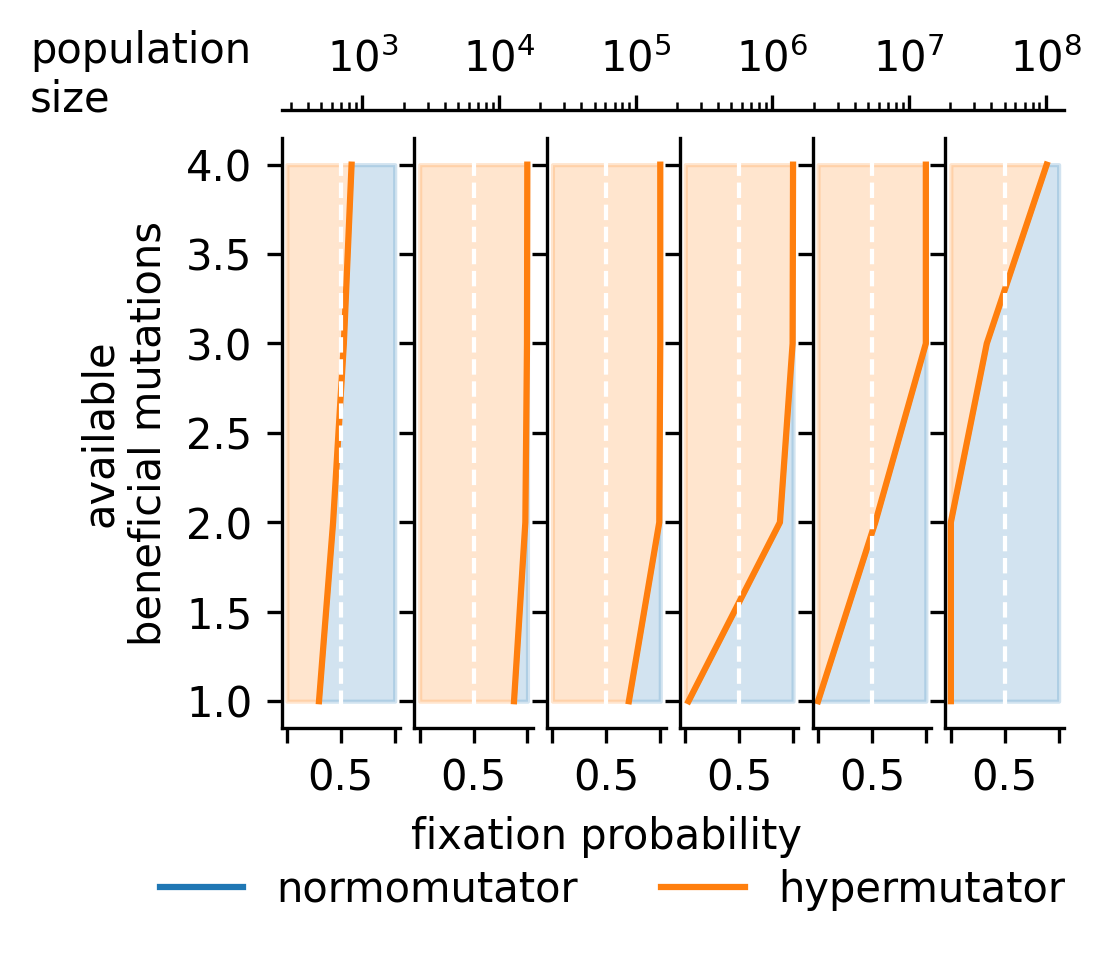 population
size
10³ 10⁴ 10⁵ 10⁶ 10⁷ 10⁸
available
beneficial mutations
4.0
3.5
3.0
2.5
2.0
1.5
1.0
0.5 0.5 0.5 0.5 0.5 0.5
fixation probability
normomutator hypermutator